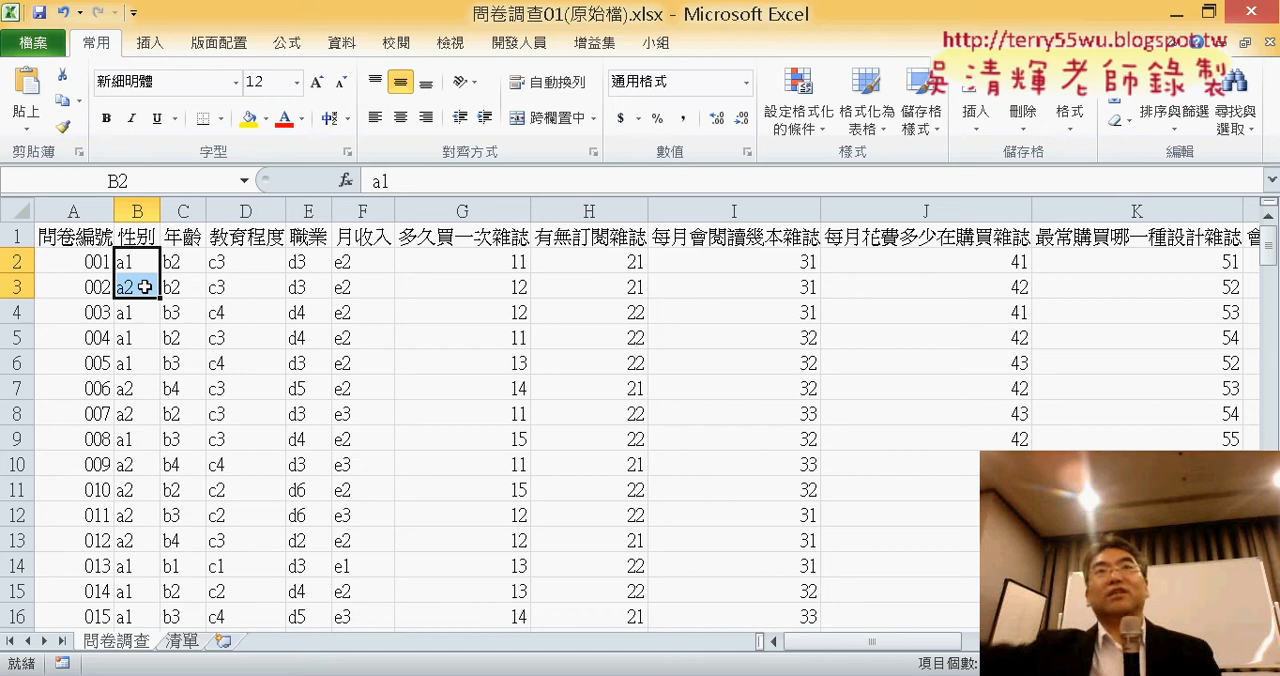 問卷調查01(原始檔).xlsx - Microsoft Excel
檔案 常用 插入 版面配置 公式 資料 校閱 檢視 開發人員 增益集 小組
http://terry55wu.blogspot.tw
吳清輝老師錄製
新細明體 12 自動換列 通用格式
貼上 B I U A 中 跨欄置中 $ % , 設定格式化的條件 格式化為表格 儲存格樣式 插入 刪除 格式 排序與篩選 尋找與選取
剪貼簿 字型 對齊方式 數值 樣式 儲存格 編輯
B2 fx a1
A B C D E F G H I J K
1 問卷編號 性別 年齡 教育程度 職業 月收入 多久買一次雜誌 有無訂閱雜誌 每月會閱讀幾本雜誌 每月花費多少在購買雜誌 最常購買哪一種設計雜誌 會
2 001 a1 b2 c3 d3 e2 11 21 31 41 51
3 002 a2 b2 c3 d3 e2 12 21 31 42 52
4 003 a1 b3 c4 d4 e2 12 22 31 41 53
5 004 a1 b2 c3 d4 e2 11 22 32 42 54
6 005 a1 b3 c4 d3 e2 13 22 32 43 52
7 006 a2 b4 c3 d5 e2 14 21 32 42 53
8 007 a2 b2 c3 d3 e3 11 22 33 43 54
9 008 a1 b3 c3 d4 e2 15 22 32 42 55
10 009 a2 b4 c4 d3 e3 11 21 33
11 010 a2 b2 c2 d6 e2 15 22 32
12 011 a2 b3 c2 d6 e3 12 22 31
13 012 a2 b4 c3 d2 e2 12 21 31
14 013 a1 b1 c1 d3 e1 13 22 31
15 014 a1 b2 c2 d4 e2 13 22 32
16 015 a1 b3 c4 d5 e3 14 21 33
問卷調查 清單
就緒 項目個數: